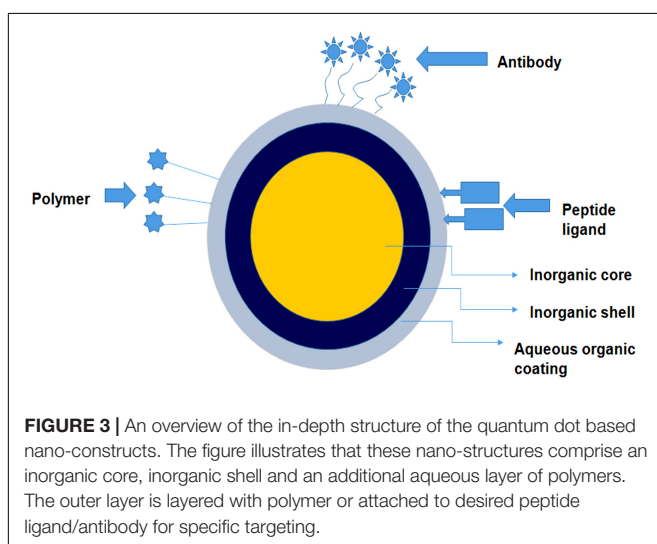 Antibody
Polymer
Peptide
ligand
Inorganic core
Inorganic shell
Aqueous organic
coating
FIGURE 3 | An overview of the in-depth structure of the quantum dot based
nano-constructs. The figure illustrates that these nano-structures comprise an
inorganic core, inorganic shell and an additional aqueous layer of polymers.
The outer layer is layered with polymer or attached to desired peptide
ligand/antibody for specific targeting.